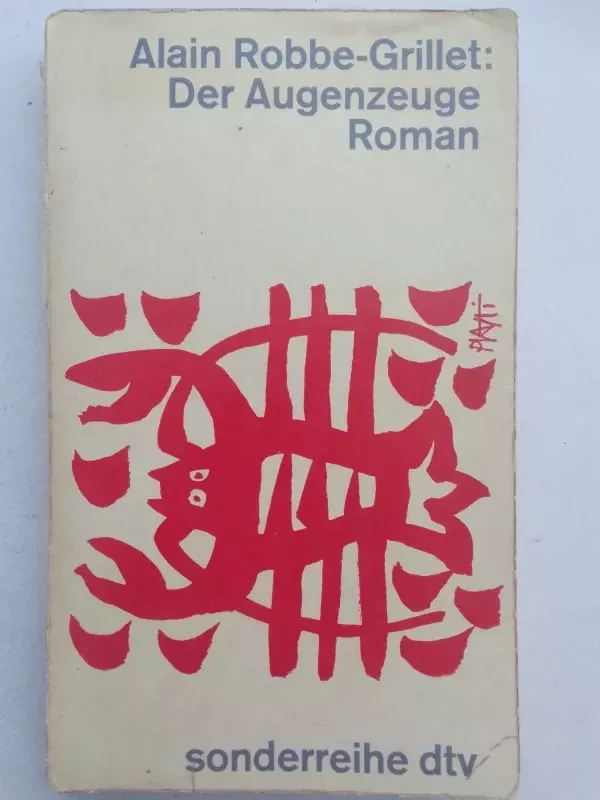 Alain Robbe-Grillet:
Der Augenzeuge
Roman
sonderreihe dtv